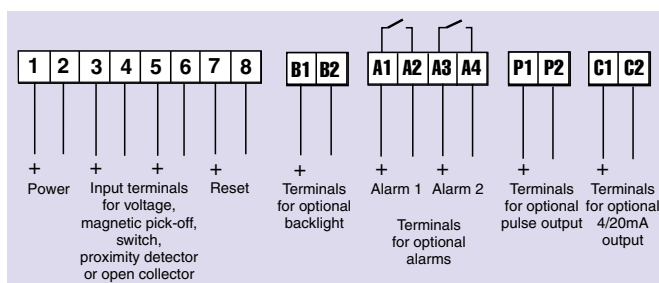 1 2 3 4 5 6 7 8 B1 B2 A1 A2 A3 A4 P1 P2 C1 C2
+ + + + + + + + +
Power
Input terminals
for voltage,
magnetic pick-off,
switch,
proximity detector
or open collector
Reset
Terminals
for optional
backlight
Alarm 1 Alarm 2
Terminals
for optional
alarms
Terminals
for optional
pulse output
Terminals
for optional
4/20mA
output